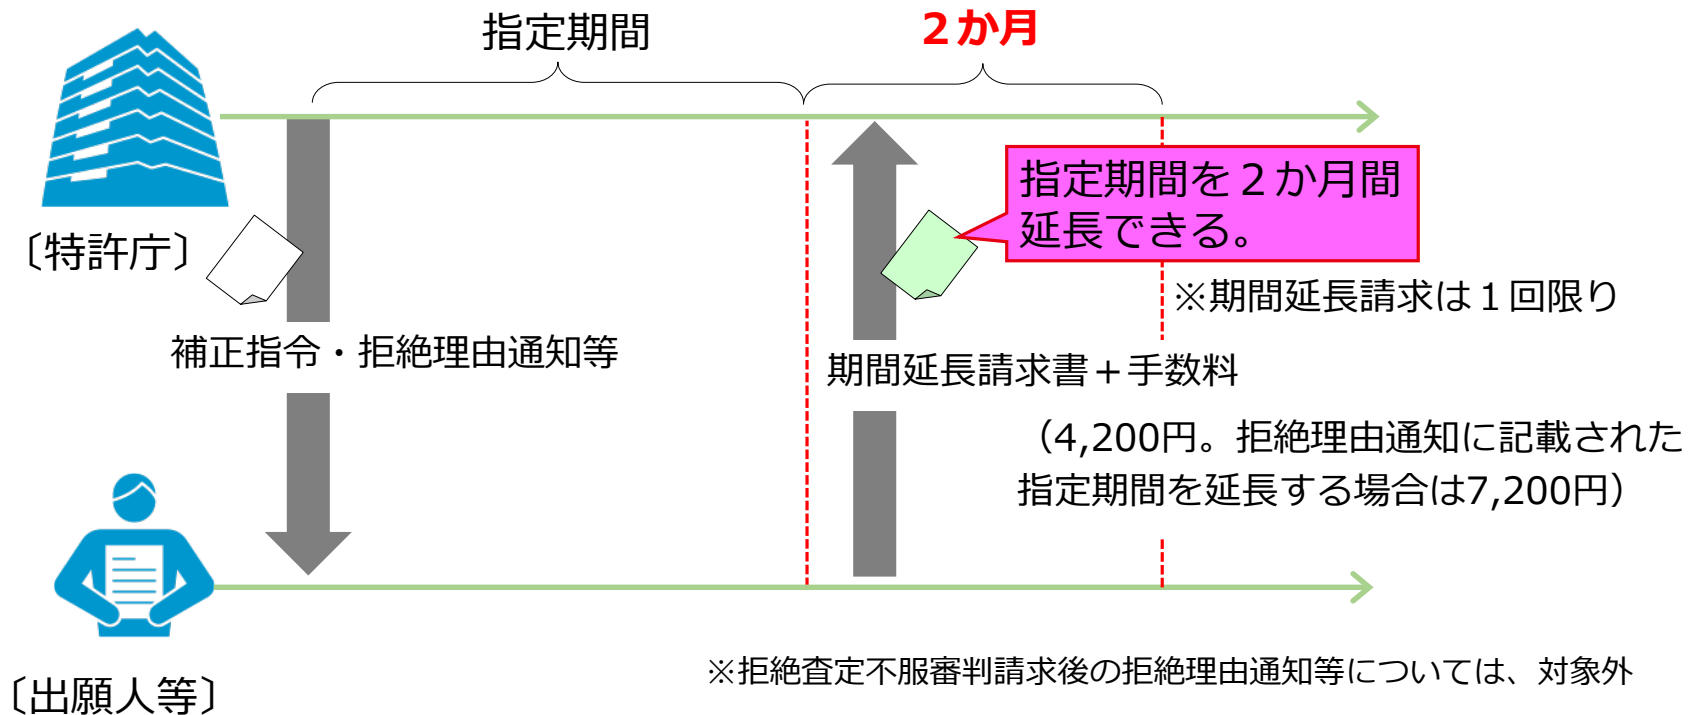 指定期間
２か月
指定期間を２か月間
延長できる。
〔特許庁〕
※期間延長請求は１回限り
補正指令・拒絶理由通知等
期間延長請求書＋手数料
（4,200円。拒絶理由通知に記載された
指定期間を延長する場合は7,200円）
※拒絶査定不服審判請求後の拒絶理由通知等については、対象外
〔出願人等〕